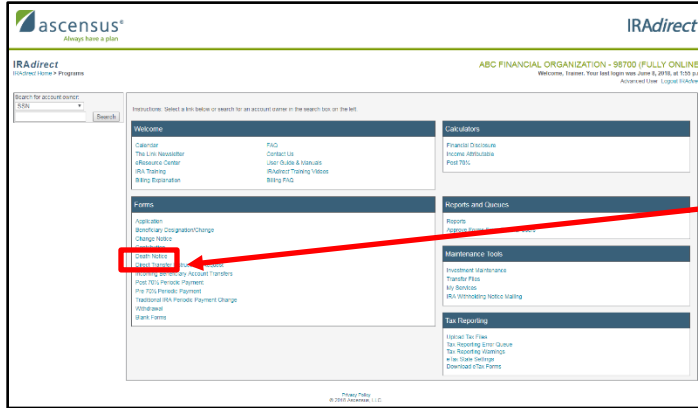 ascensus®
Always have a plan
IRAdirect
IRAdirect
IRAdirect Home > Programs
ABC FINANCIAL ORGANIZATION - 98700 (FULLY ONLINE
Welcome, Trainer. Your last login was June 8, 2018, at 1:55 p.
Advanced User Logout
Search for account owner:
SSN
Search
Instructions: Select a link below or search for an account owner in the search box on the left.
Welcome
Calendar
The Link Newsletter
eResource Center
IRA Training
Billing Explanation
FAQ
Contact Us
User Guide & Manuals
IRAdirect Training Videos
Billing FAQ
Calculators
Financial Disclosure
Income Attributable
Post 70½
Forms
Application
Beneficiary Designation/Change
Change Notice
Death Notice
Direct Transfer
Incoming Beneficiary Account Transfers
Post 70½ Periodic Payment
Pre 70½ Periodic Payment
Traditional IRA Periodic Payment Change
Withdrawal
Blank Forms
Reports and Queues
Reports
Maintenance Tools
Investment Maintenance
Transfer Files
My Services
IRA Withholding Notice Mailing
Tax Reporting
Upload Tax Files
Tax Reporting Error Queue
Tax Reporting Warnings
eTax State Settings
Download eTax Forms
Privacy Policy
© 2018 Ascensus, LLC